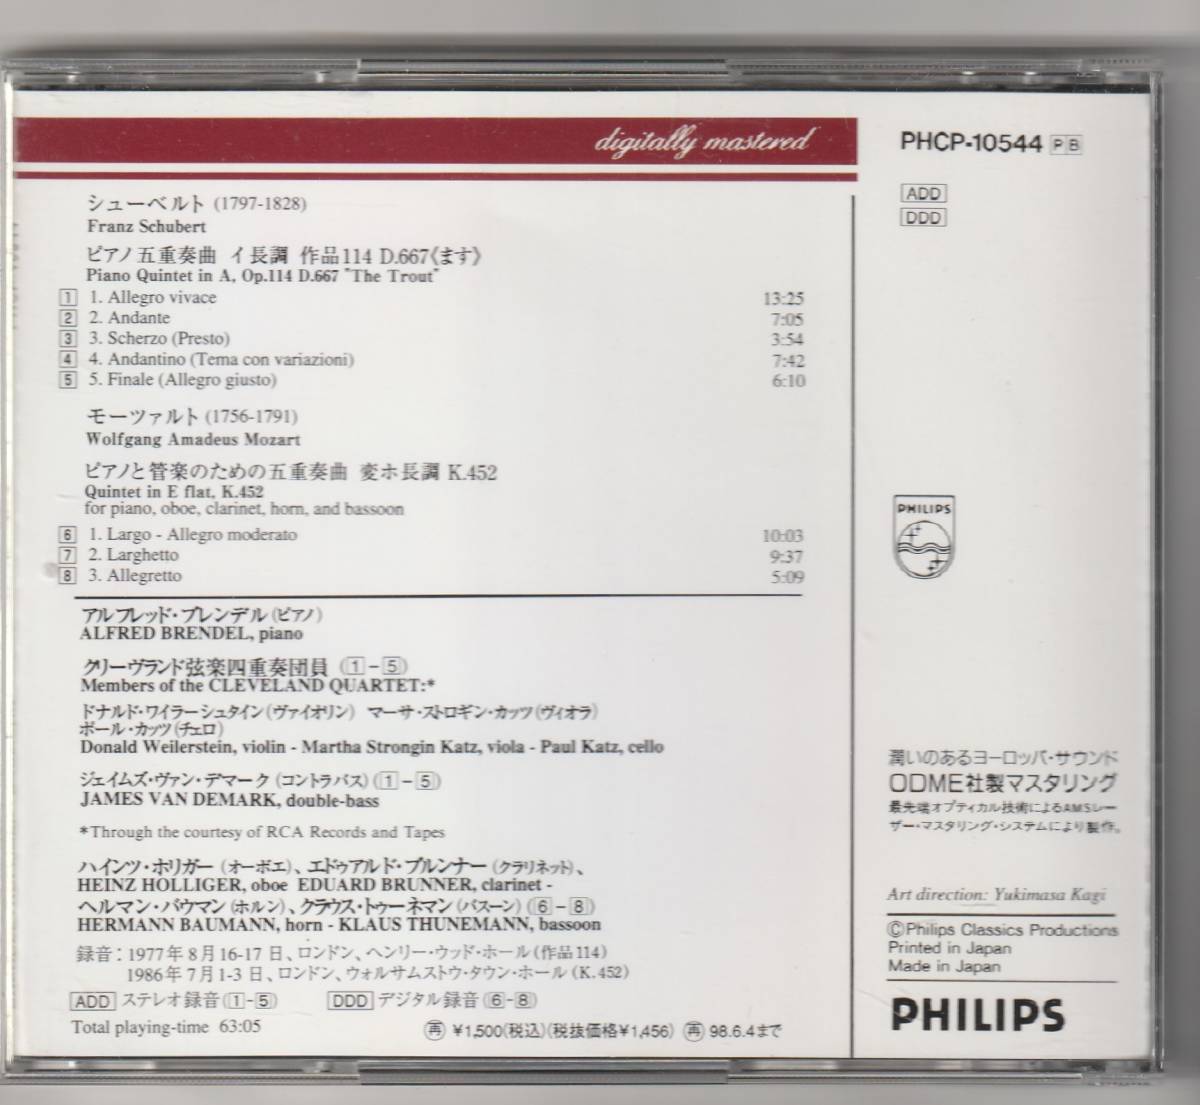 digitally mastered
シューベルト (1797-1828)
Franz Schubert
ピアノ五重奏曲 イ長調 作品114 D.667《ます》
Piano Quintet in A, Op.114 D.667 "The Trout"
1 1. Allegro vivace 13:25
2 2. Andante 7:05
3 3. Scherzo (Presto) 3:54
4 4. Andantino (Tema con variazioni) 7:42
5 5. Finale (Allegro giusto) 6:10
モーツァルト (1756-1791)
Wolfgang Amadeus Mozart
ピアノと管楽のための五重奏曲 変ホ長調 K.452
Quintet in E flat, K.452
for piano, oboe, clarinet, horn, and bassoon
6 1. Largo - Allegro moderato 10:03
7 2. Larghetto 9:37
8 3. Allegretto 5:09
アルフレッド・ブレンデル(ピアノ)
ALFRED BRENDEL, piano
クリーヴランド弦楽四重奏団員 (1-5)
Members of the CLEVELAND QUARTET:*
ドナルド・ワイラーシュタイン(ヴァイオリン) マーサ・ストロギン・カッツ(ヴィオラ)
ポール・カッツ(チェロ)
Donald Weilerstein, violin - Martha Strongin Katz, viola - Paul Katz, cello
ジェイムズ・ヴァン・デマーク(コントラバス)(1-5)
JAMES VAN DEMARK, double-bass
*Through the courtesy of RCA Records and Tapes
ハインツ・ホリガー(オーボエ)、エドゥアルド・ブルンナー(クラリネット)、
HEINZ HOLLIGER, oboe EDUARD BRUNNER, clarinet -
ヘルマン・バウマン(ホルン)、クラウス・トゥーネマン(バスーン)(6-8)
HERMANN BAUMANN, horn - KLAUS THUNEMANN, bassoon
録音：1977年8月16-17日、ロンドン、ヘンリー・ウッド・ホール(作品114)
1986年7月1-3日、ロンドン、ウォルサムストウ・タウン・ホール(K.452)
ADD ステレオ録音(1-5) DDD デジタル録音(6-8)
Total playing-time 63:05 再 ¥1,500(税込)(税抜価格¥1,456) 再 98.6.4まで
PHCP-10544 PB
ADD
DDD
PHILIPS
潤いのあるヨーロッパ・サウンド
ODME社製マスタリング
最先端オプティカル技術によるAMSレー
ザー・マスタリング・システムにより製作。
Art direction: Yukimasa Kagi
©Philips Classics Productions
Printed in Japan
Made in Japan
PHILIPS